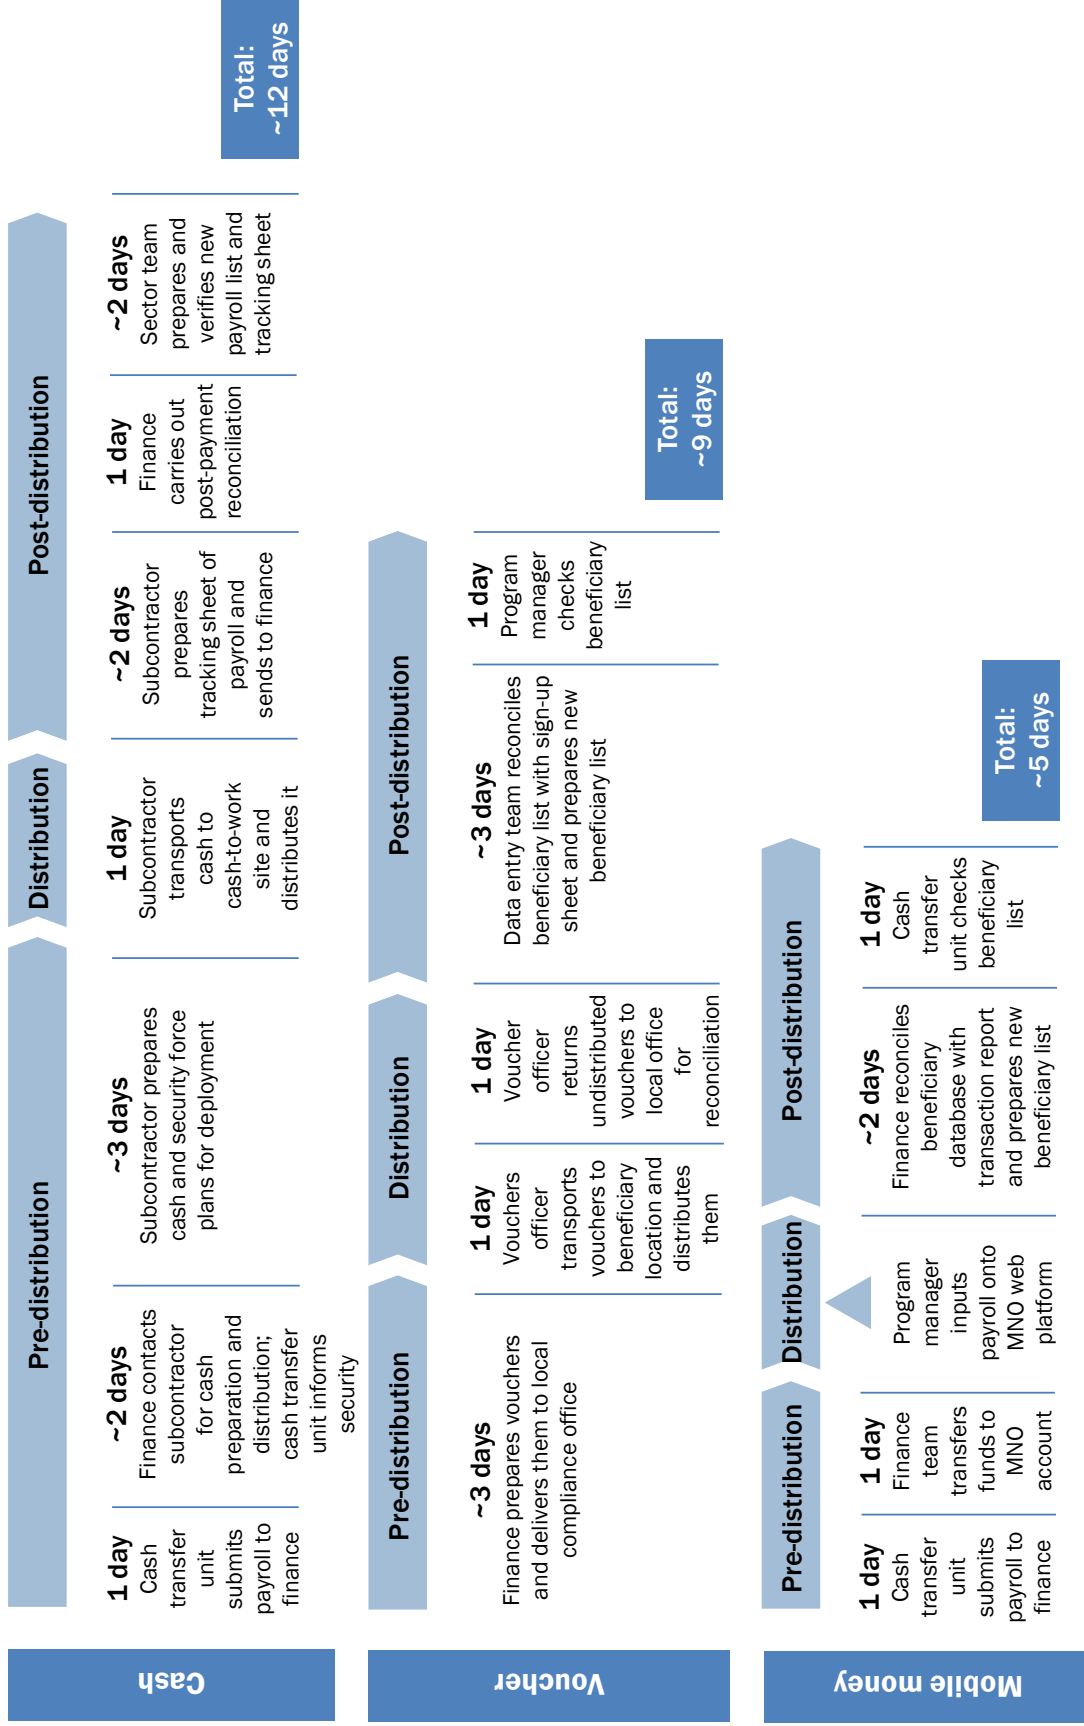 Cash
Pre-distribution
Distribution
Post-distribution
1 day
Cash
transfer
unit
submits
payroll to
finance
~2 days
Finance contacts
subcontractor
for cash
preparation and
distribution;
cash transfer
unit informs
security
~3 days
Subcontractor prepares
cash and security force
plans for deployment
1 day
Subcontractor
transports
cash to
cash-to-work
site and
distributes it
~2 days
Subcontractor
prepares
tracking sheet of
payroll and
sends to finance
1 day
Finance
carries out
post-payment
reconciliation
~2 days
Sector team
prepares and
verifies new
payroll list and
tracking sheet
Total:
~12 days
Voucher
Pre-distribution
Distribution
Post-distribution
~3 days
Finance prepares vouchers
and delivers them to local
compliance office
1 day
Vouchers
officer
transports
vouchers to
beneficiary
location and
distributes
them
1 day
Voucher
officer
returns
undistributed
vouchers to
local office
for
reconciliation
~3 days
Data entry team reconciles
beneficiary list with sign-up
sheet and prepares new
beneficiary list
1 day
Program
manager
checks
beneficiary
list
Total:
~9 days
Mobile money
Pre-distribution
Distribution
Post-distribution
1 day
Cash
transfer
unit
submits
payroll to
finance
1 day
Finance
team
transfers
funds to
MNO
account
Program
manager
inputs
payroll onto
MNO web
platform
~2 days
Finance reconciles
beneficiary
database with
transaction report
and prepares new
beneficiary list
1 day
Cash
transfer
unit checks
beneficiary
list
Total:
~5 days